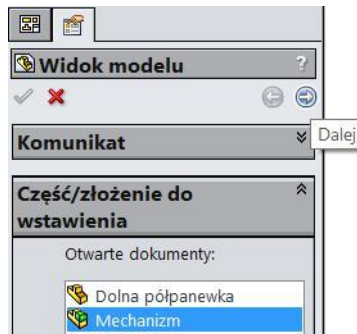 Widok modelu ?
Komunikat
Dalej
Część/złożenie do
wstawienia
Otwarte dokumenty:
Dolna półpanewka
Mechanizm